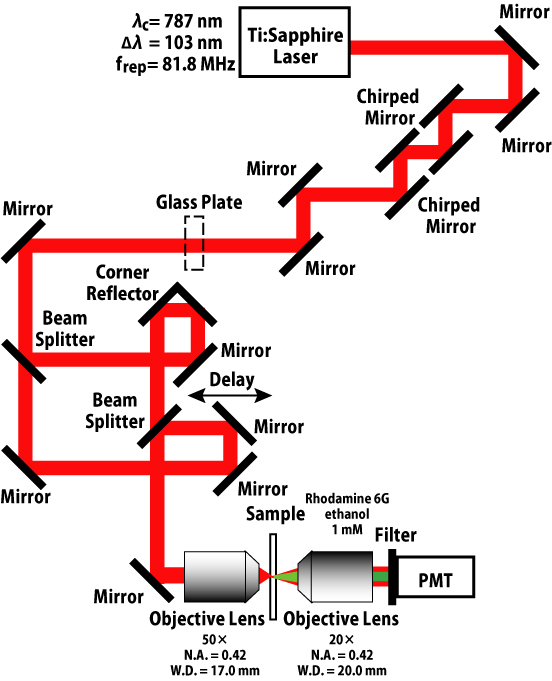 λc= 787 nm
Δλ = 103 nm
frep= 81.8 MHz
Ti:Sapphire
Laser
Mirror
Chirped
Mirror
Mirror
Mirror
Chirped
Mirror
Glass Plate
Mirror
Mirror
Corner
Reflector
Beam
Splitter
Mirror
Delay
Beam
Splitter
Mirror
Mirror
Mirror
Sample
Rhodamine 6G
ethanol
1 mM
Filter
PMT
Mirror
Objective Lens
50×
N.A. = 0.42
W.D. = 17.0 mm
Objective Lens
20×
N.A. = 0.42
W.D. = 20.0 mm